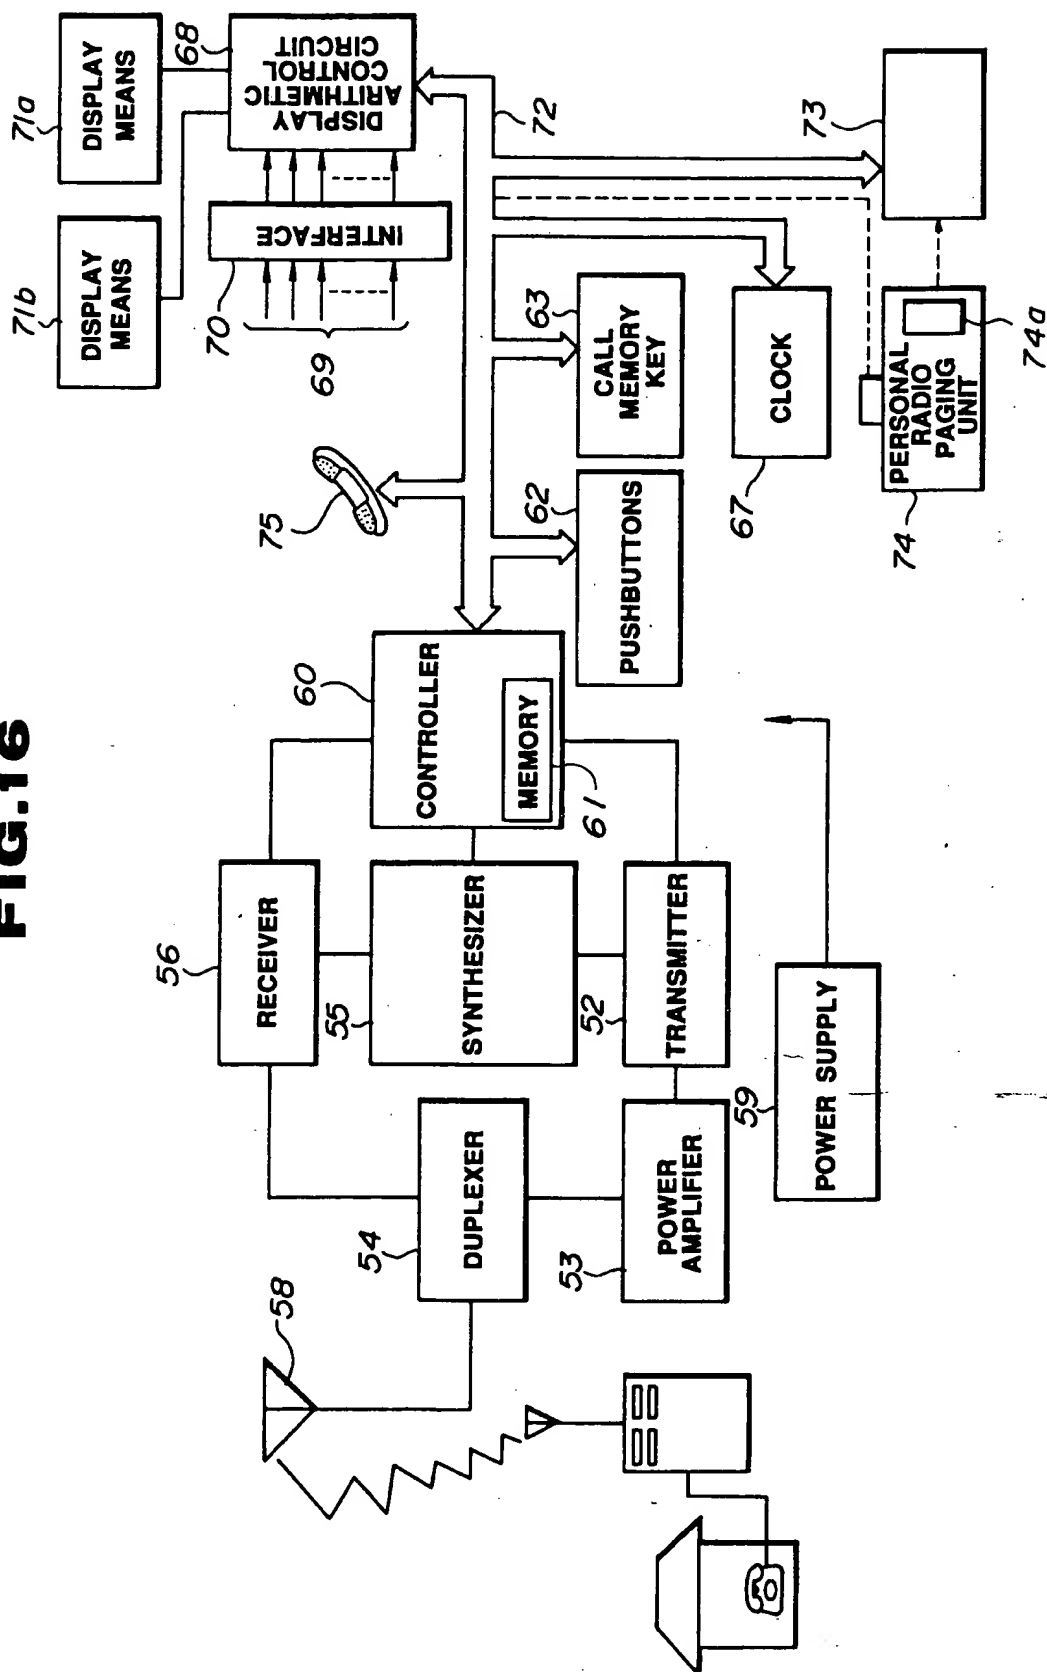 FIG.16
58
54
DUPLEXER
53
POWER
AMPLIFIER
56
RECEIVER
55
SYNTHESIZER
52
TRANSMITTER
59
POWER SUPPLY
60
CONTROLLER
MEMORY
61
75
62
PUSHBUTTONS
63
CALL
MEMORY
KEY
67
CLOCK
71b
DISPLAY
MEANS
71a
DISPLAY
MEANS
68
DISPLAY
ARITHMETIC
CONTROL
CIRCUIT
70
INTERFACE
69
72
73
74
PERSONAL
RADIO
PAGING
UNIT
74a